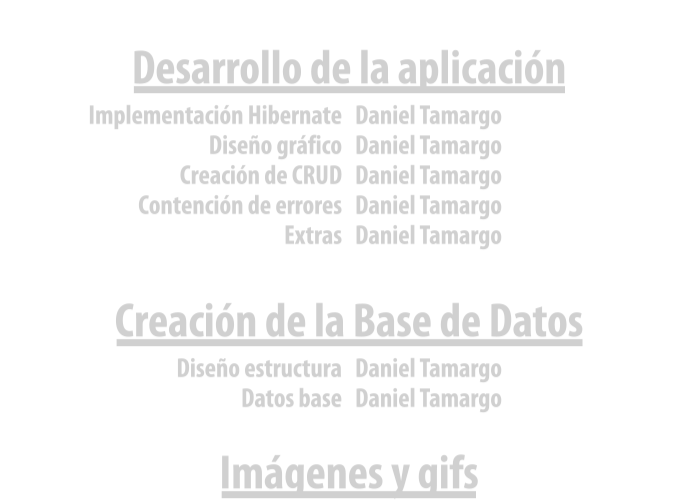 Desarrollo de la aplicación
Implementación Hibernate Daniel Tamargo
Diseño gráfico Daniel Tamargo
Creación de CRUD Daniel Tamargo
Contención de errores Daniel Tamargo
Extras Daniel Tamargo
Creación de la Base de Datos
Diseño estructura Daniel Tamargo
Datos base Daniel Tamargo
Imágenes y gifs